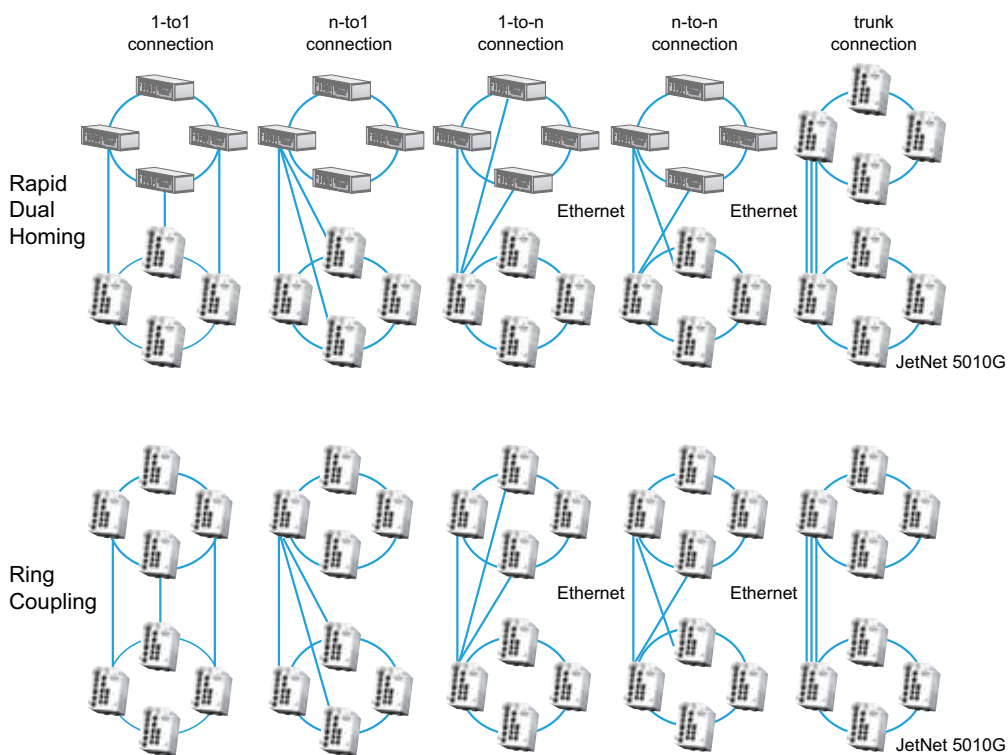 1-to1
connection
n-to1
connection
1-to-n
connection
n-to-n
connection
trunk
connection
Rapid
Dual
Homing
Ethernet
Ethernet
JetNet 5010G
Ring
Coupling
Ethernet
Ethernet
JetNet 5010G